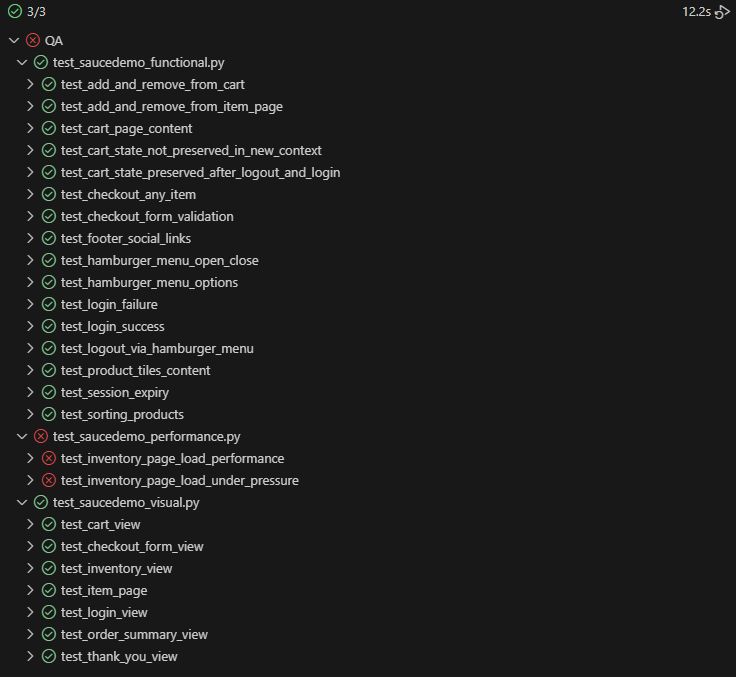 3/3 12.2s
QA
test_saucedemo_functional.py
test_add_and_remove_from_cart
test_add_and_remove_from_item_page
test_cart_page_content
test_cart_state_not_preserved_in_new_context
test_cart_state_preserved_after_logout_and_login
test_checkout_any_item
test_checkout_form_validation
test_footer_social_links
test_hamburger_menu_open_close
test_hamburger_menu_options
test_login_failure
test_login_success
test_logout_via_hamburger_menu
test_product_tiles_content
test_session_expiry
test_sorting_products
test_saucedemo_performance.py
test_inventory_page_load_performance
test_inventory_page_load_under_pressure
test_saucedemo_visual.py
test_cart_view
test_checkout_form_view
test_inventory_view
test_item_page
test_login_view
test_order_summary_view
test_thank_you_view